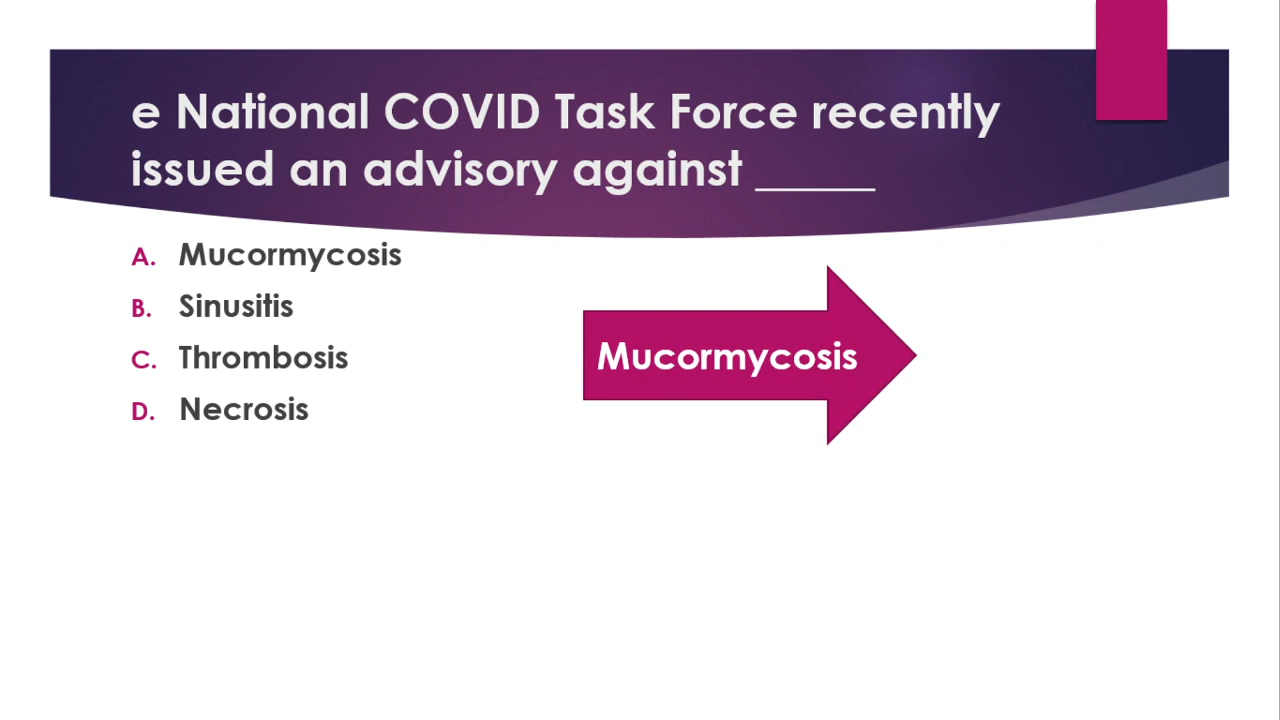 e National COVID Task Force recently
issued an advisory against _____
A. Mucormycosis
B. Sinusitis
C. Thrombosis
D. Necrosis
Mucormycosis